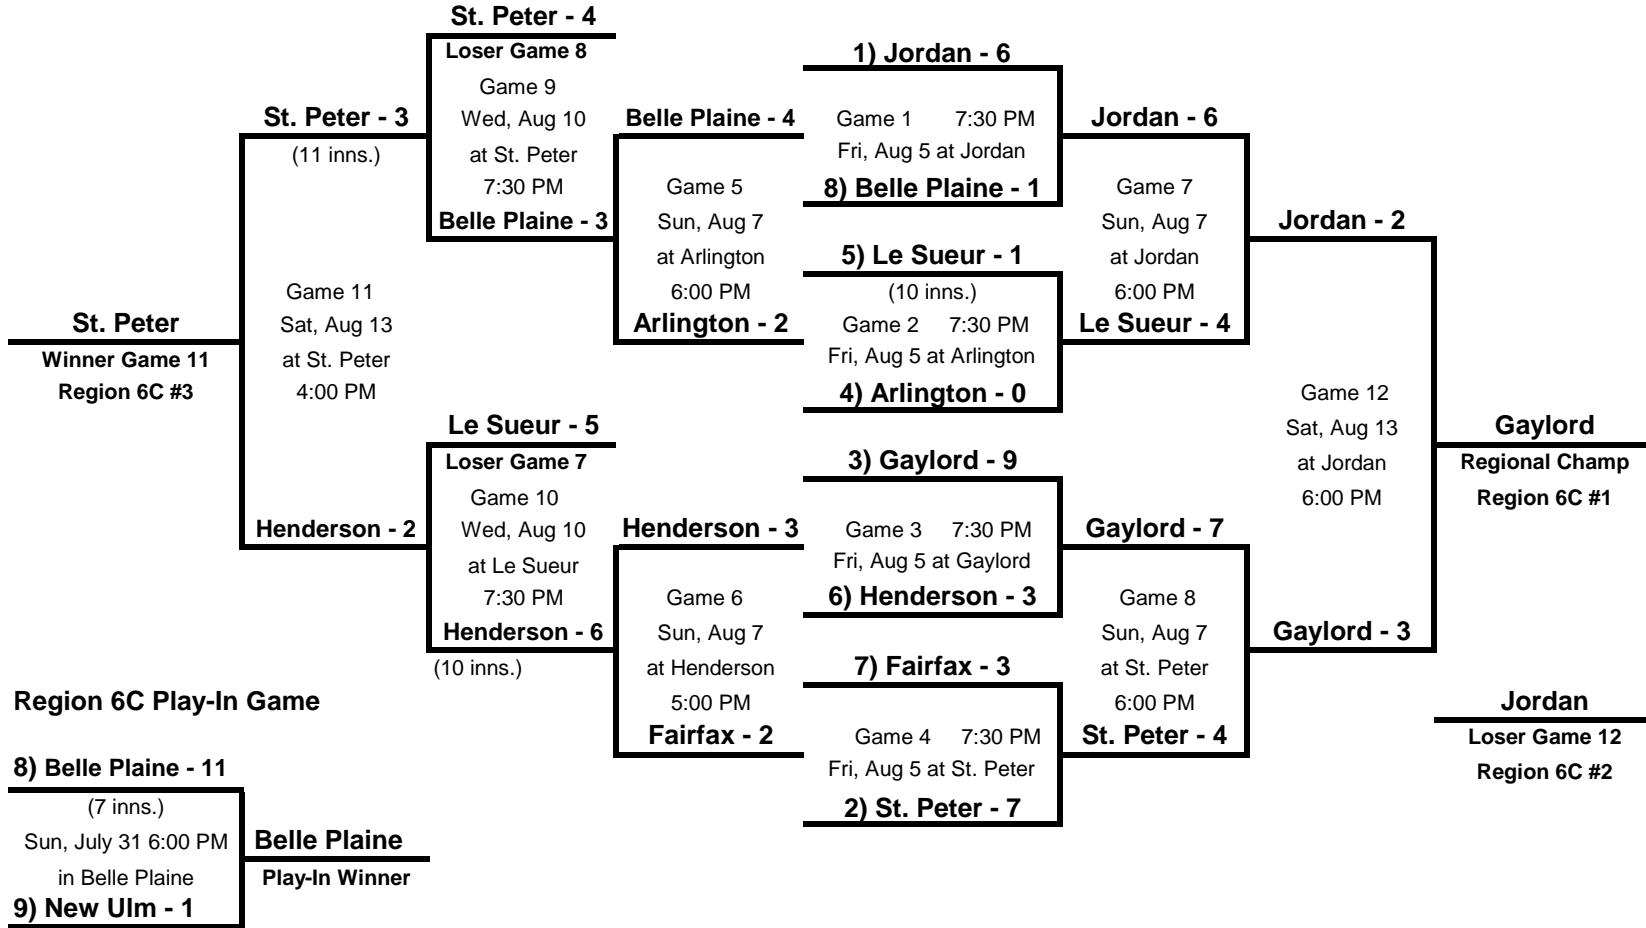 St. Peter - 4
Loser Game 8
Game 9
Wed, Aug 10
at St. Peter
7:30 PM
Belle Plaine - 3
St. Peter - 3
(11 inns.)
Game 11
Sat, Aug 13
at St. Peter
4:00 PM
St. Peter
Winner Game 11
Region 6C #3
Le Sueur - 5
Loser Game 7
Game 10
Wed, Aug 10
at Le Sueur
7:30 PM
Henderson - 6
(10 inns.)
Henderson - 2
Belle Plaine - 4
Game 5
Sun, Aug 7
at Arlington
6:00 PM
Arlington - 2
Henderson - 3
Game 6
Sun, Aug 7
at Henderson
5:00 PM
Fairfax - 2
1) Jordan - 6
Game 1 7:30 PM
Fri, Aug 5 at Jordan
8) Belle Plaine - 1
5) Le Sueur - 1
(10 inns.)
Game 2 7:30 PM
Fri, Aug 5 at Arlington
4) Arlington - 0
3) Gaylord - 9
Game 3 7:30 PM
Fri, Aug 5 at Gaylord
6) Henderson - 3
7) Fairfax - 3
Game 4 7:30 PM
Fri, Aug 5 at St. Peter
2) St. Peter - 7
Jordan - 6
Game 7
Sun, Aug 7
at Jordan
6:00 PM
Le Sueur - 4
Gaylord - 7
Game 8
Sun, Aug 7
at St. Peter
6:00 PM
St. Peter - 4
Jordan - 2
Game 12
Sat, Aug 13
at Jordan
6:00 PM
Gaylord - 3
Gaylord
Regional Champ
Region 6C #1
Jordan
Loser Game 12
Region 6C #2
Region 6C Play-In Game
8) Belle Plaine - 11
(7 inns.)
Sun, July 31 6:00 PM
in Belle Plaine
9) New Ulm - 1
Belle Plaine
Play-In Winner